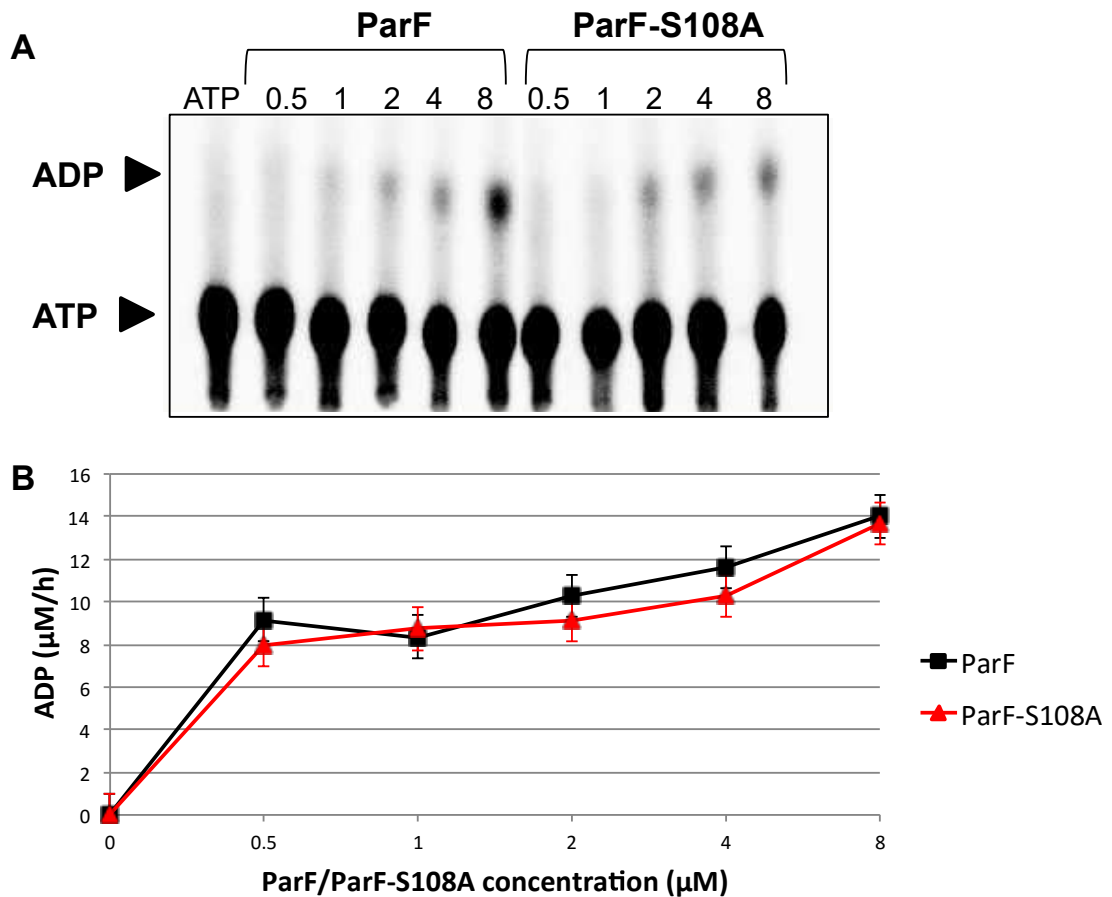 A
ParF ParF-S108A
ATP 0.5 1 2 4 8 0.5 1 2 4 8
ADP
ATP
B
16
14
12
10
8
6
4
2
0
ADP (µM/h)
0 0.5 1 2 4 8
ParF/ParF-S108A concentration (µM)
ParF
ParF-S108A